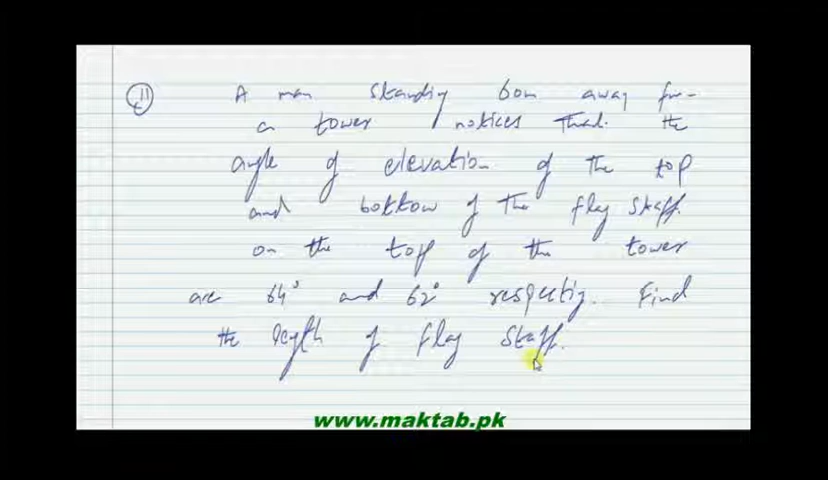 11 A man standing 60m away from
a tower notices that the
angle of elevation of the top
and bottom of the flag staff
on the top of the tower
are 64° and 62° respectiy. Find
the length of flag staff.
www.maktab.pk